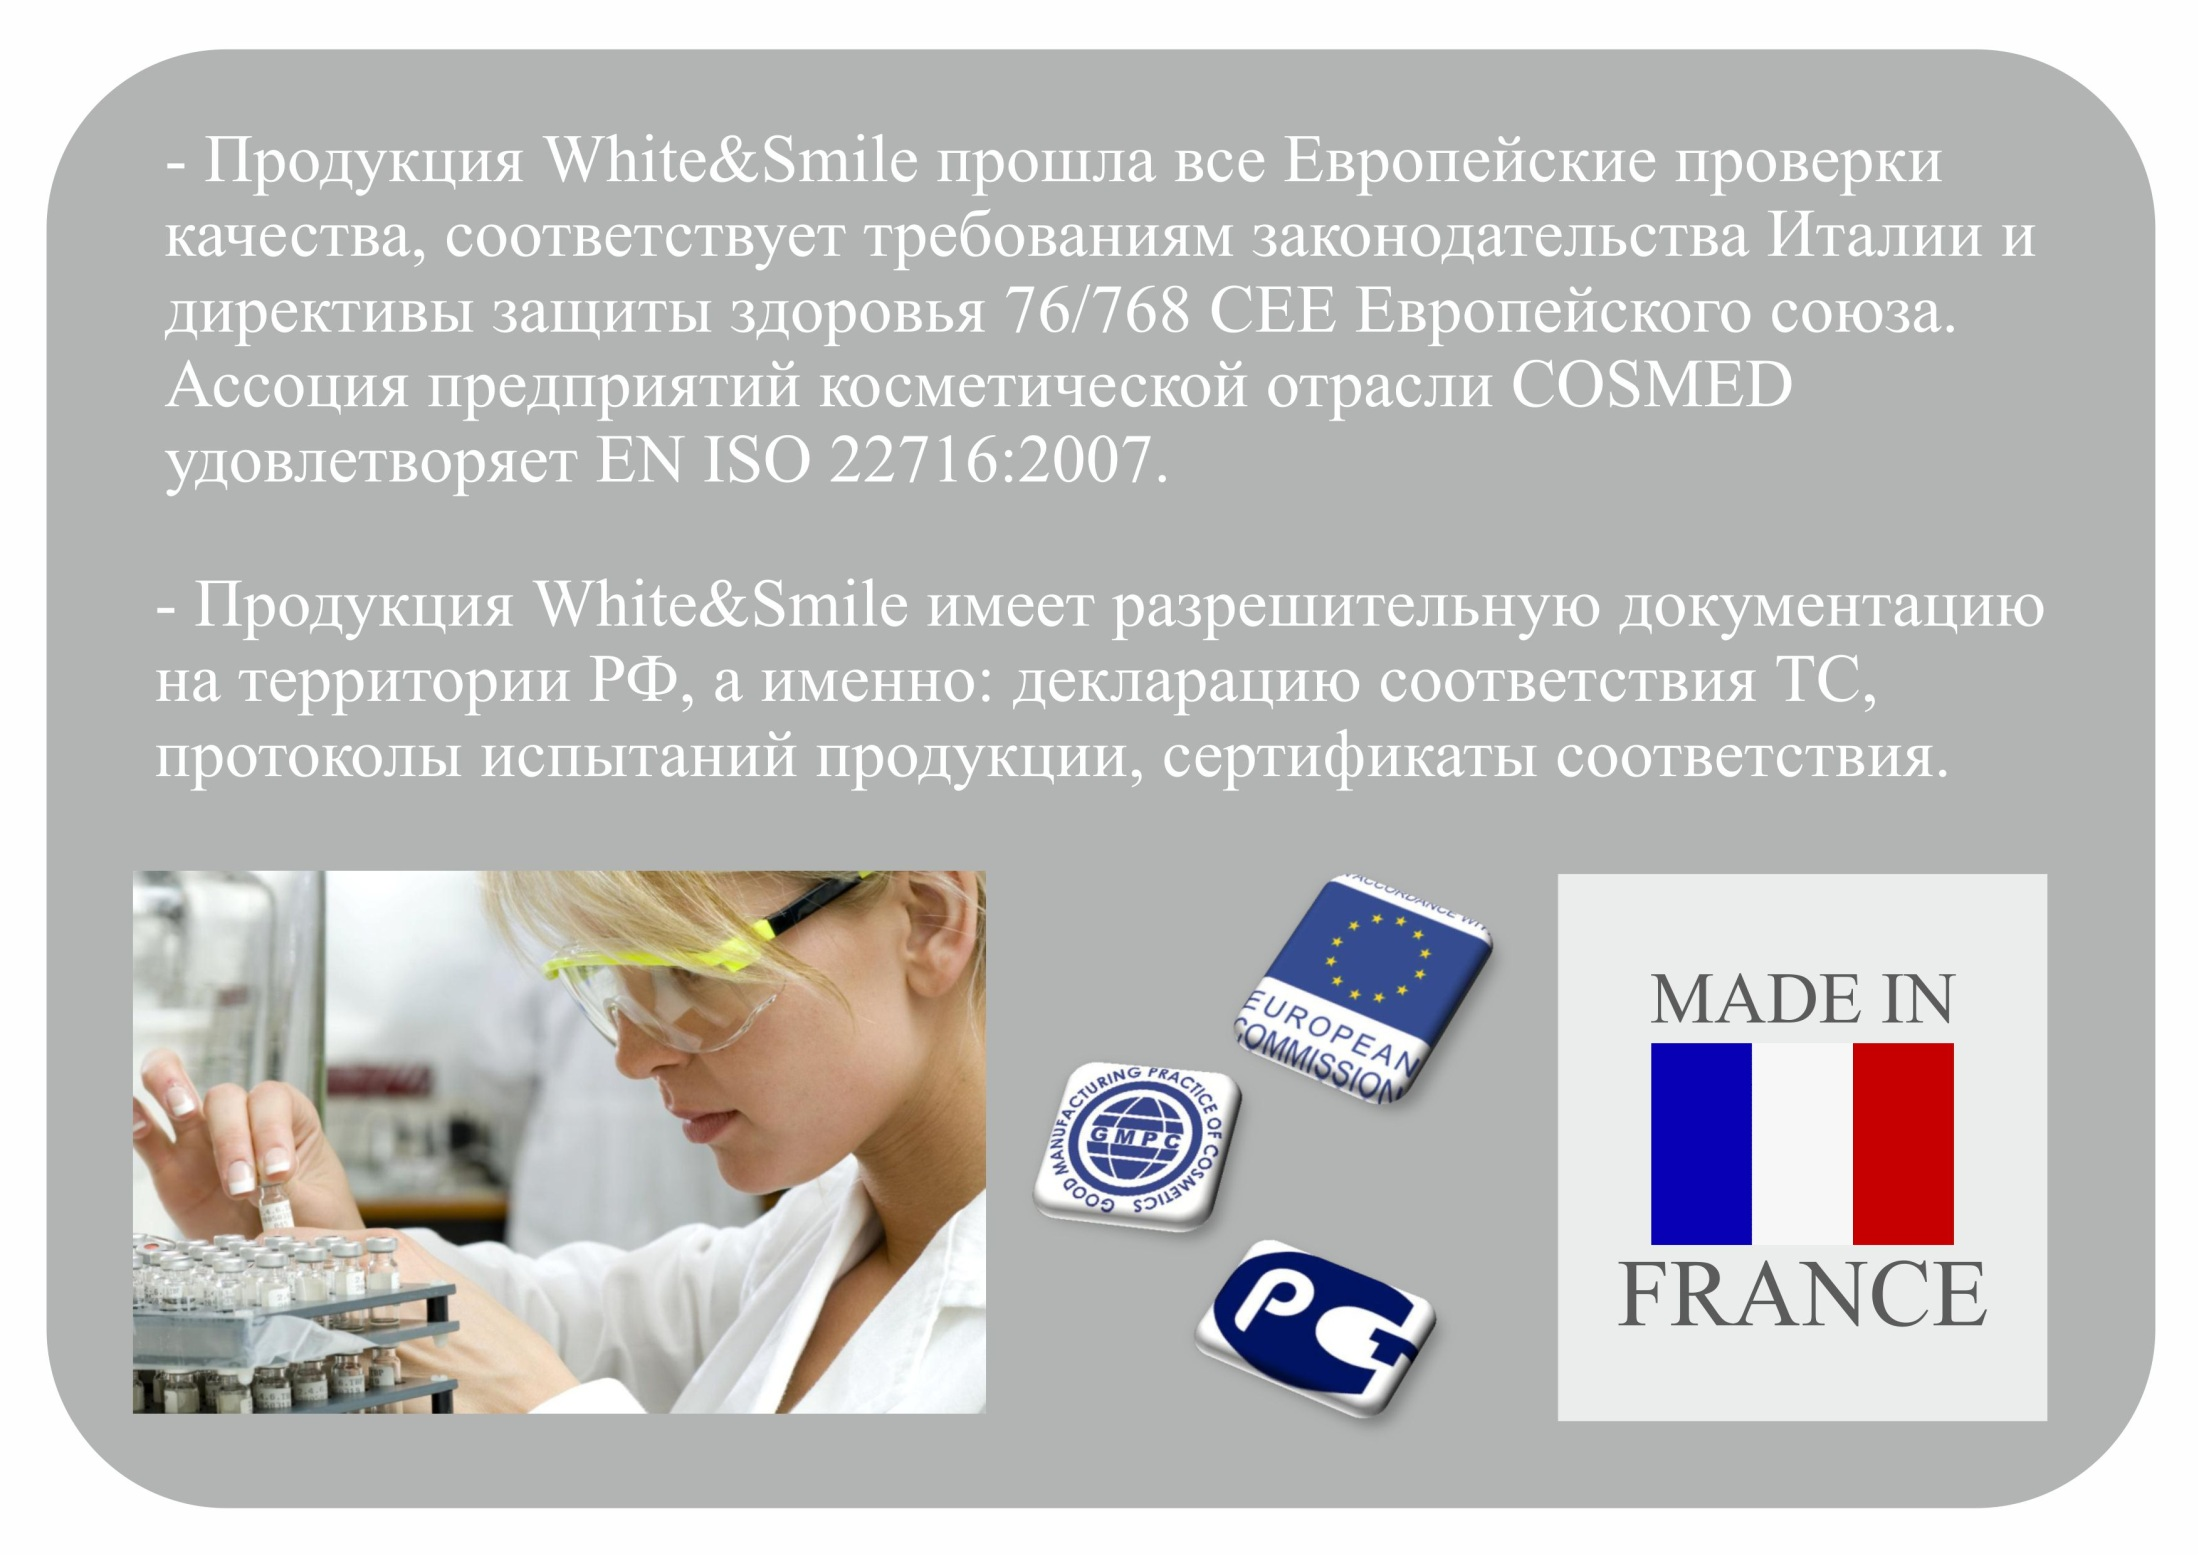 - Продукция White&Smile прошла все Европейские проверки
качества, соответствует требованиям законодательства Италии и
директивы защиты здоровья 76/768 CEE Европейского союза.
Ассоция предприятий косметической отрасли COSMED
удовлетворяет EN ISO 22716:2007.
- Продукция White&Smile имеет разрешительную документацию
на территории РФ, а именно: декларацию соответствия ТС,
протоколы испытаний продукции, сертификаты соответствия.
EUROPEAN
COMMISSION
GOOD MANUFACTURING PRACTICE OF COSMETICS
GMPC
РСТ
MADE IN
FRANCE